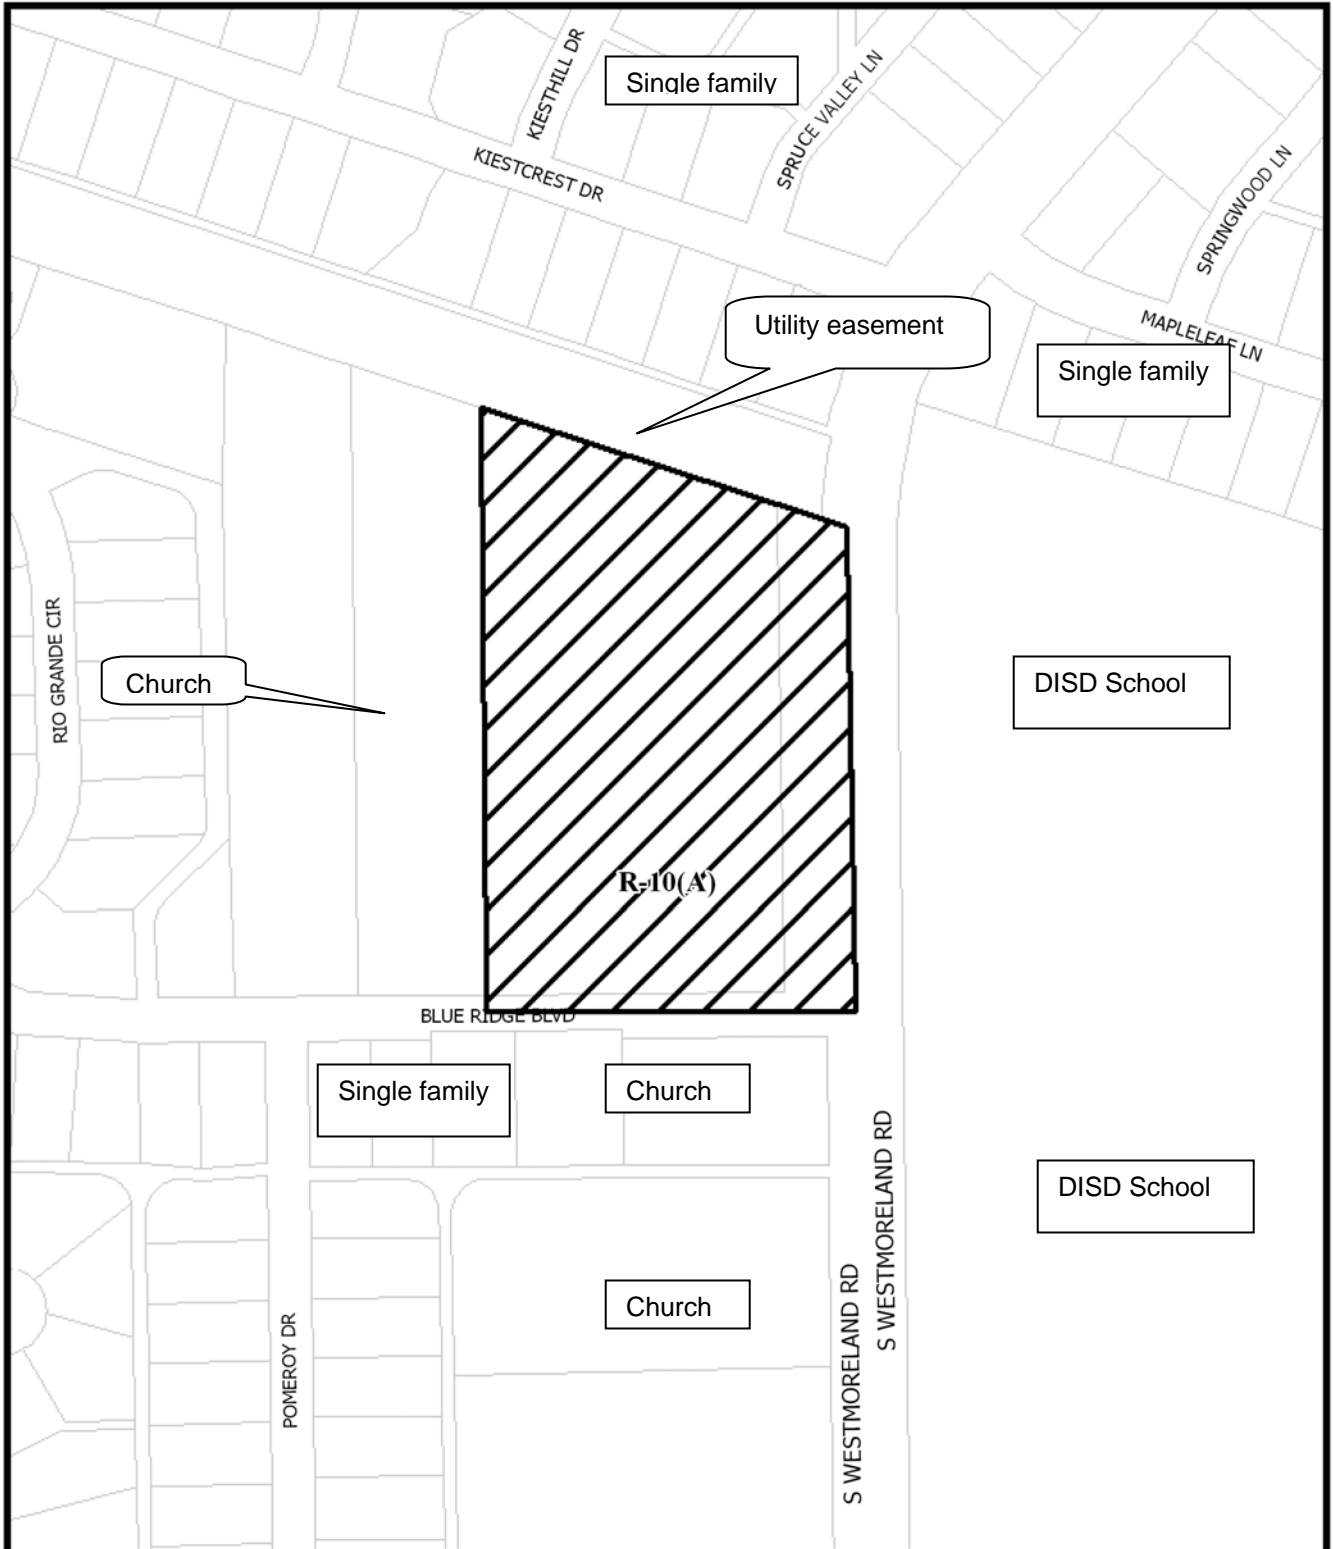 KIESTHILL DR
Single family
SPRUCE VALLEY LN
KIESTCREST DR
SPRINGWOOD LN
Utility easement
MAPLELEAF LN
Single family
RIO GRANDE CIR
Church
DISD School
R-10(A)
BLUE RIDGE BLVD
Single family
Church
S WESTMORELAND RD
DISD School
Church
S WESTMORELAND RD
POMEROY DR